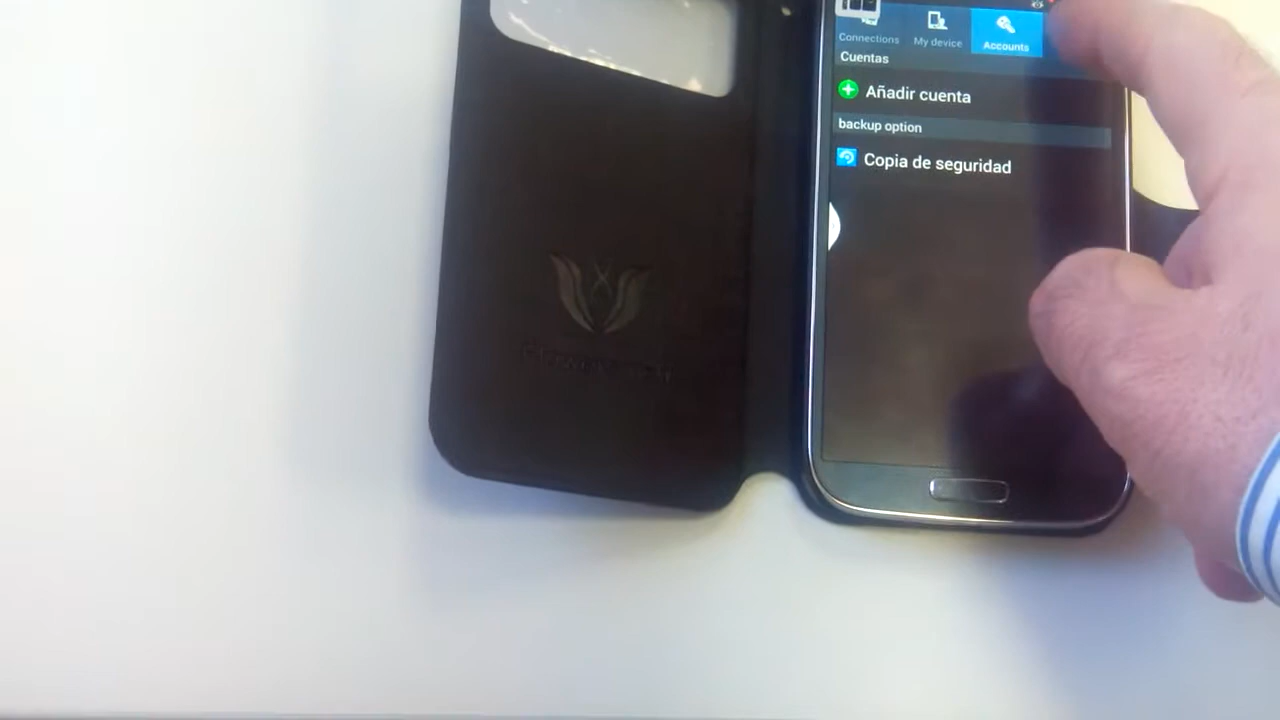 Connections
My device
Accounts
Cuentas
Añadir cuenta
backup option
Copia de seguridad